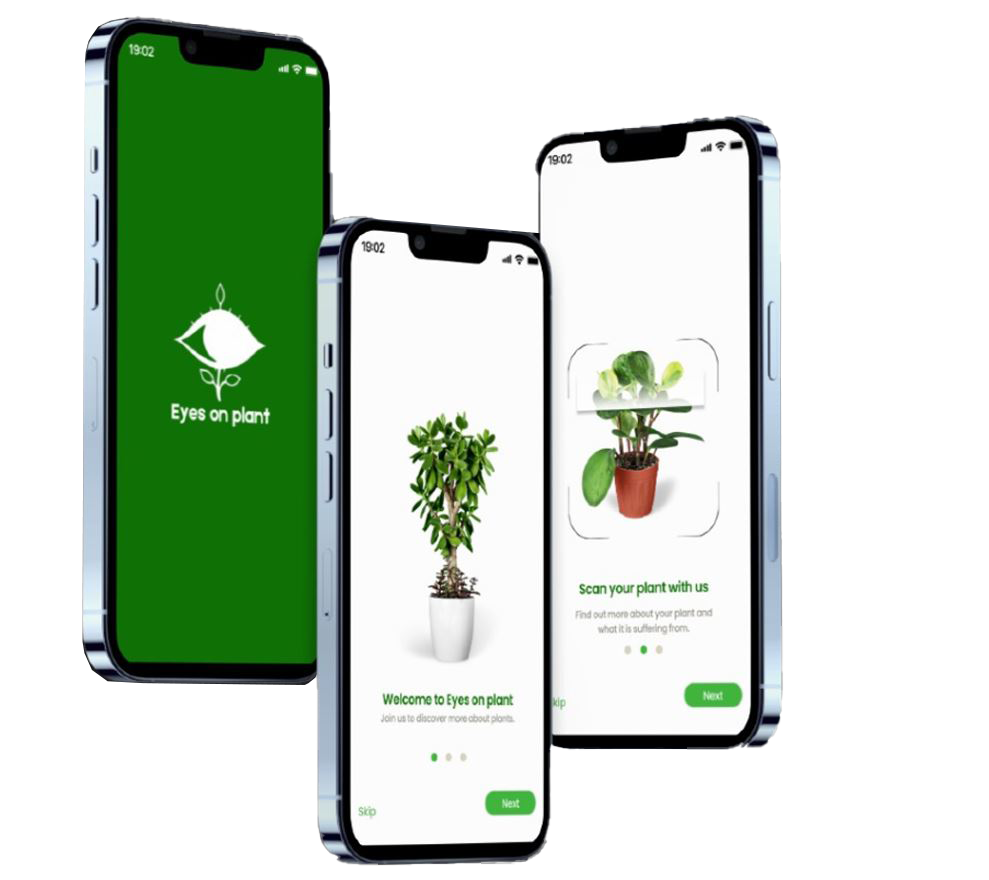 19:02
Eyes on plant
19:02
Welcome to Eyes on plant
Join us to discover more about plants.
Skip
Next
19:02
Scan your plant with us
Find out more about your plant and
what it is suffering from.
kip
Next